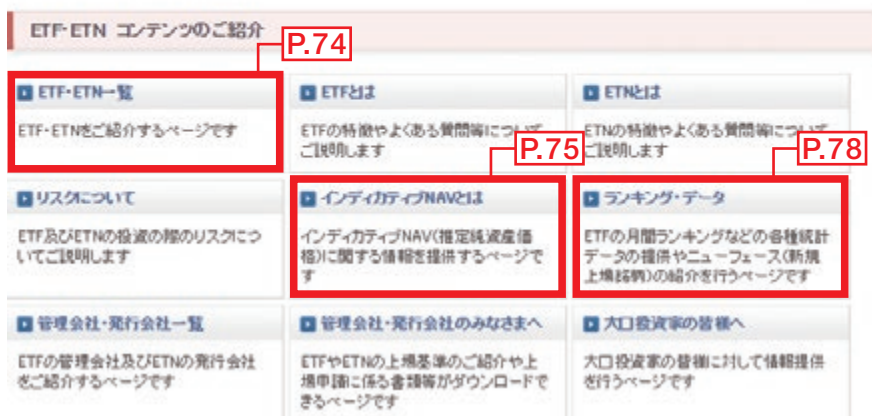 ETF・ETN コンテンツのご紹介
P.74
ETF・ETN一覧
ETF・ETNをご紹介するページです
ETFとは
ETFの特徴やよくある質問等について
ご説明します
ETNとは
ETNの特徴やよくある質問等について
ご説明します
P.75
P.78
リスクについて
ETF及びETNの投資の際のリスクにつ
いてご説明します
インディカティブNAVとは
インディカティブNAV(推定純資産価
格)に関する情報を提供するページで
す
ランキング・データ
ETFの月間ランキングなどの各種統計
データの提供やニューフェース(新規
上場銘柄)の紹介を行うページです
管理会社・発行会社一覧
ETFの管理会社及びETNの発行会社
をご紹介するページです
管理会社・発行会社のみなさまへ
ETFやETNの上場基準のご紹介や上
場申請に係る書類等がダウンロードで
きるページです
大口投資家の皆様へ
大口投資家の皆様に対して情報提供
を行うページです